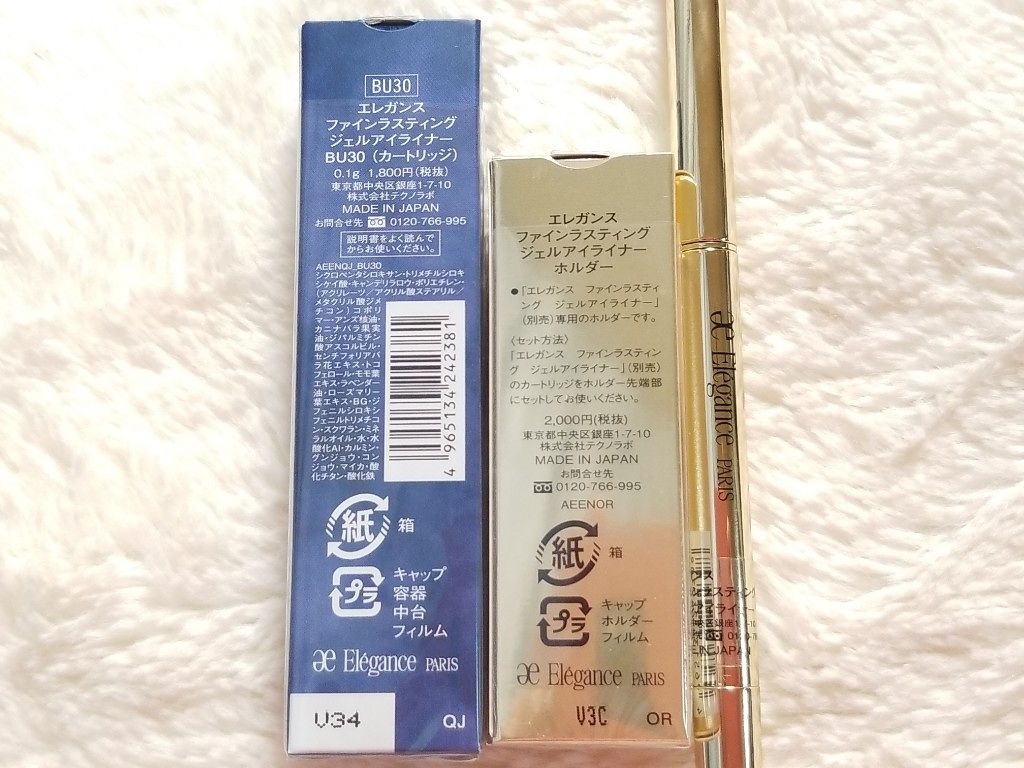 BU30
エレガンス
ファインラスティング
ジェルアイライナー
BU30（カートリッジ）
0.1g 1,800円(税抜)
東京都中央区銀座1-7-10
株式会社テクノラボ
MADE IN JAPAN
お問合せ先 0120-766-995
説明書をよく読んで
からお使いください。
AEENQJ_BU30
シクロペンタシロキサン・トリメチルシロキ
シケイ酸・キャンデリラロウ・ポリエチレン・
（アクリレーツ／アクリル酸ステアリル／
メタクリル酸ジメ
チコン）コポリ
マー・アンズ核油・
カニナバラ果実
油・ジパルミチン
酸アスコルビル・
センチフォリアバ
ラ花エキス・トコ
フェロール・モモ葉
エキス・ラベンダー
油・ローズマリー
葉エキス・BG・ジ
フェニルシロキシ
フェニルトリメチコ
ン・スクワラン・ミネ
ラルオイル・水・水
酸化Al・カルミン・
グンジョウ・コン
ジョウ・マイカ・酸
化チタン・酸化鉄
4 965134 242381
紙 箱
プラ
キャップ
容器
中台
フィルム
æ Elégance PARIS
V34 QJ
エレガンス
ファインラスティング
ジェルアイライナー
ホルダー
●「エレガンス　ファインラスティ
ング　ジェルアイライナー」
（別売）専用のホルダーです。
〈セット方法〉
「エレガンス　ファインラスティン
グ　ジェルアイライナー」（別売）
のカートリッジをホルダー先端部
にセットしてお使いください。
2,000円(税抜)
東京都中央区銀座1-7-10
株式会社テクノラボ
MADE IN JAPAN
お問合せ先
0120-766-995
AEENOR
紙 箱
プラ
キャップ
ホルダー
フィルム
æ Elégance PARIS
V3C OR
æ Elégance PARIS